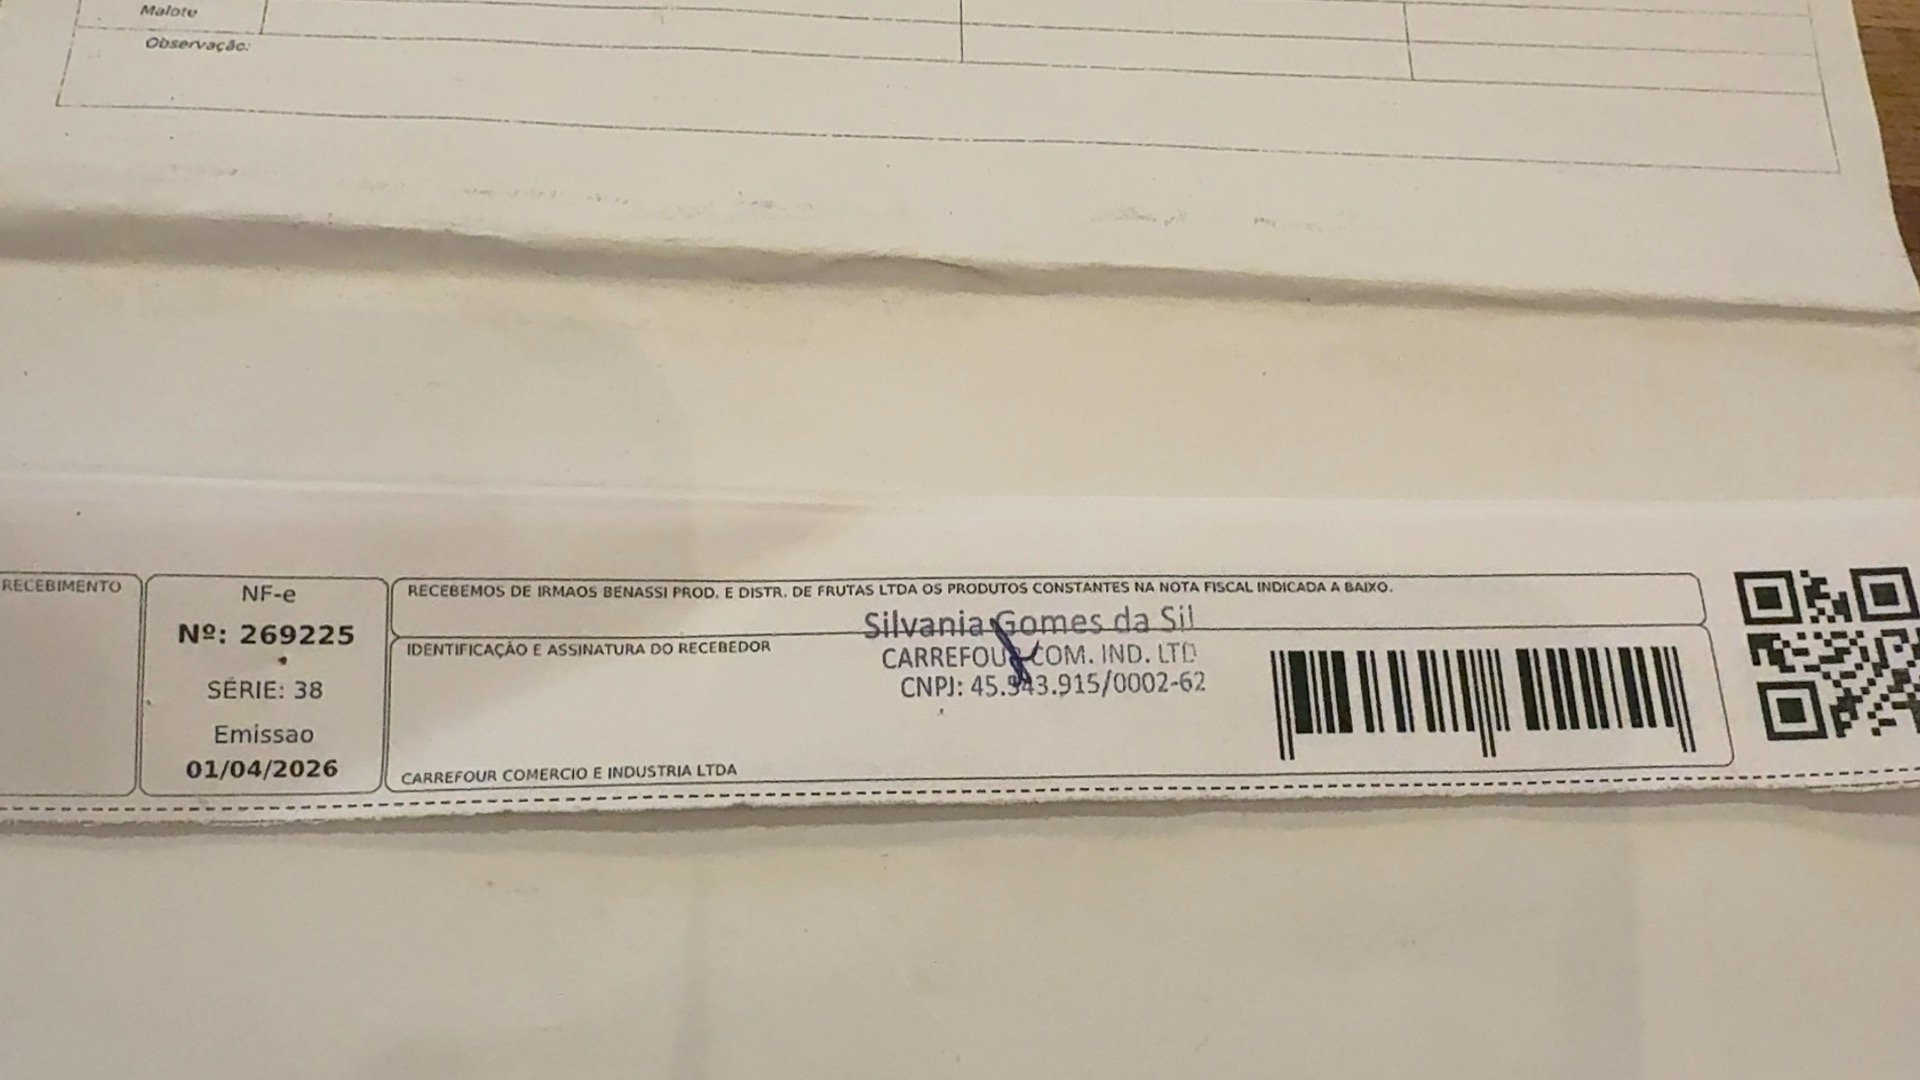 Malote
Observação:
RECEBIMENTO
NF-e
Nº: 269225
SÉRIE: 38
Emissao
01/04/2026
RECEBEMOS DE IRMAOS BENASSI PROD. E DISTR. DE FRUTAS LTDA OS PRODUTOS CONSTANTES NA NOTA FISCAL INDICADA A BAIXO.
IDENTIFICAÇÃO E ASSINATURA DO RECEBEDOR
Silvania Gomes da Sil
CARREFOUR COM. IND. LTD
CNPJ: 45.543.915/0002-62
CARREFOUR COMERCIO E INDUSTRIA LTDA